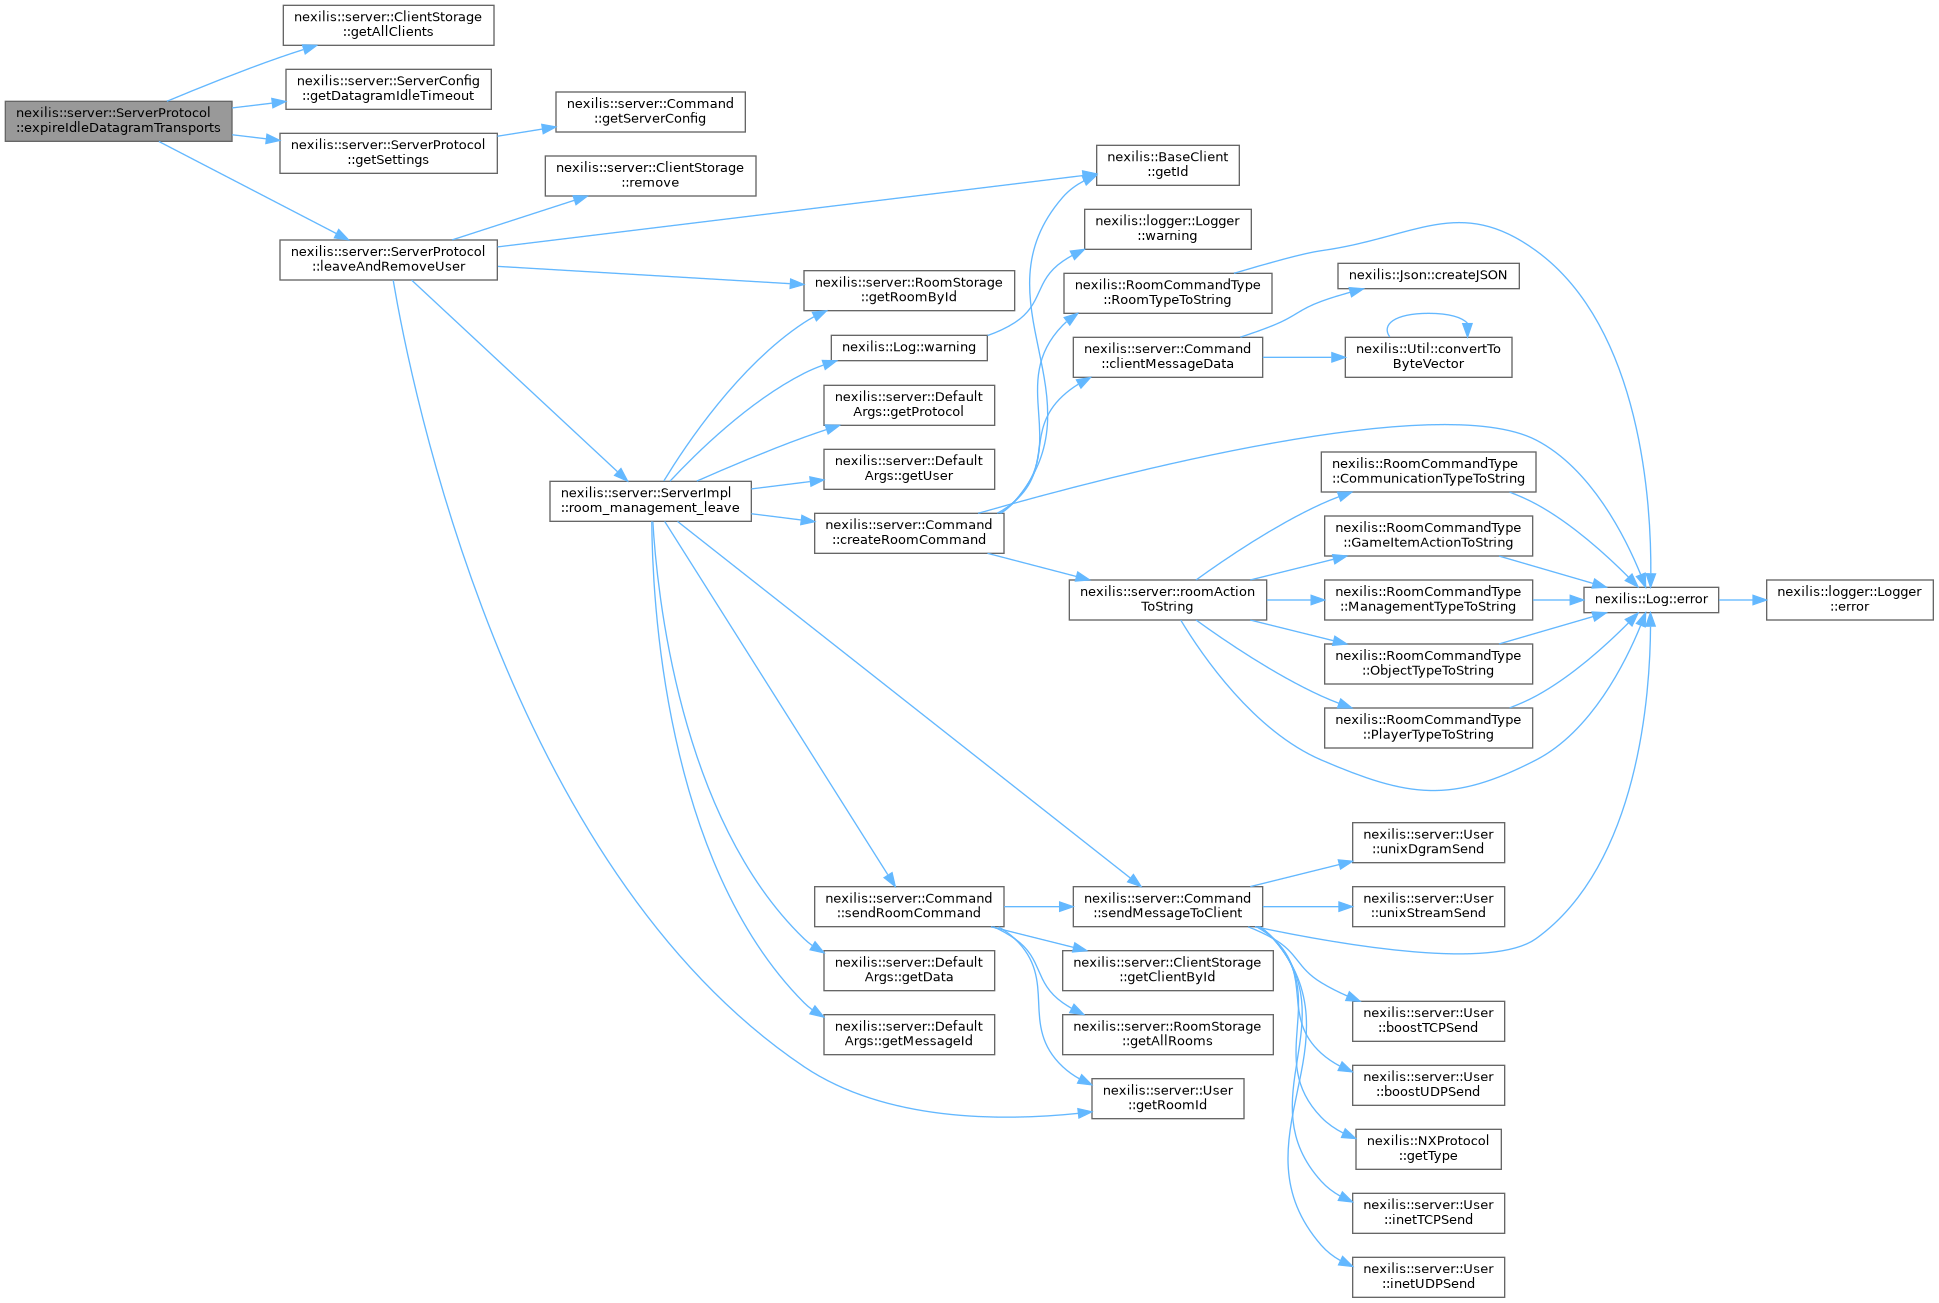 nexilis::server::ServerProtocol
::expireIdleDatagramTransports
nexilis::server::ClientStorage
::getAllClients
nexilis::server::ServerConfig
::getDatagramIdleTimeout
nexilis::server::ServerProtocol
::getSettings
nexilis::server::Command
::getServerConfig
nexilis::server::ServerProtocol
::leaveAndRemoveUser
nexilis::server::ClientStorage
::remove
nexilis::BaseClient
::getId
nexilis::server::RoomStorage
::getRoomById
nexilis::server::ServerImpl
::room_management_leave
nexilis::Log::warning
nexilis::logger::Logger
::warning
nexilis::server::Default
Args::getProtocol
nexilis::server::Default
Args::getUser
nexilis::server::Command
::createRoomCommand
nexilis::RoomCommandType
::RoomTypeToString
nexilis::server::Command
::clientMessageData
nexilis::Json::createJSON
nexilis::Util::convertTo
ByteVector
nexilis::server::roomAction
ToString
nexilis::RoomCommandType
::CommunicationTypeToString
nexilis::RoomCommandType
::GameItemActionToString
nexilis::RoomCommandType
::ManagementTypeToString
nexilis::RoomCommandType
::ObjectTypeToString
nexilis::RoomCommandType
::PlayerTypeToString
nexilis::Log::error
nexilis::logger::Logger
::error
nexilis::server::Command
::sendRoomCommand
nexilis::server::Command
::sendMessageToClient
nexilis::server::Default
Args::getData
nexilis::server::Default
Args::getMessageId
nexilis::server::ClientStorage
::getClientById
nexilis::server::RoomStorage
::getAllRooms
nexilis::server::User
::getRoomId
nexilis::server::User
::unixDgramSend
nexilis::server::User
::unixStreamSend
nexilis::server::User
::boostTCPSend
nexilis::server::User
::boostUDPSend
nexilis::NXProtocol
::getType
nexilis::server::User
::inetTCPSend
nexilis::server::User
::inetUDPSend